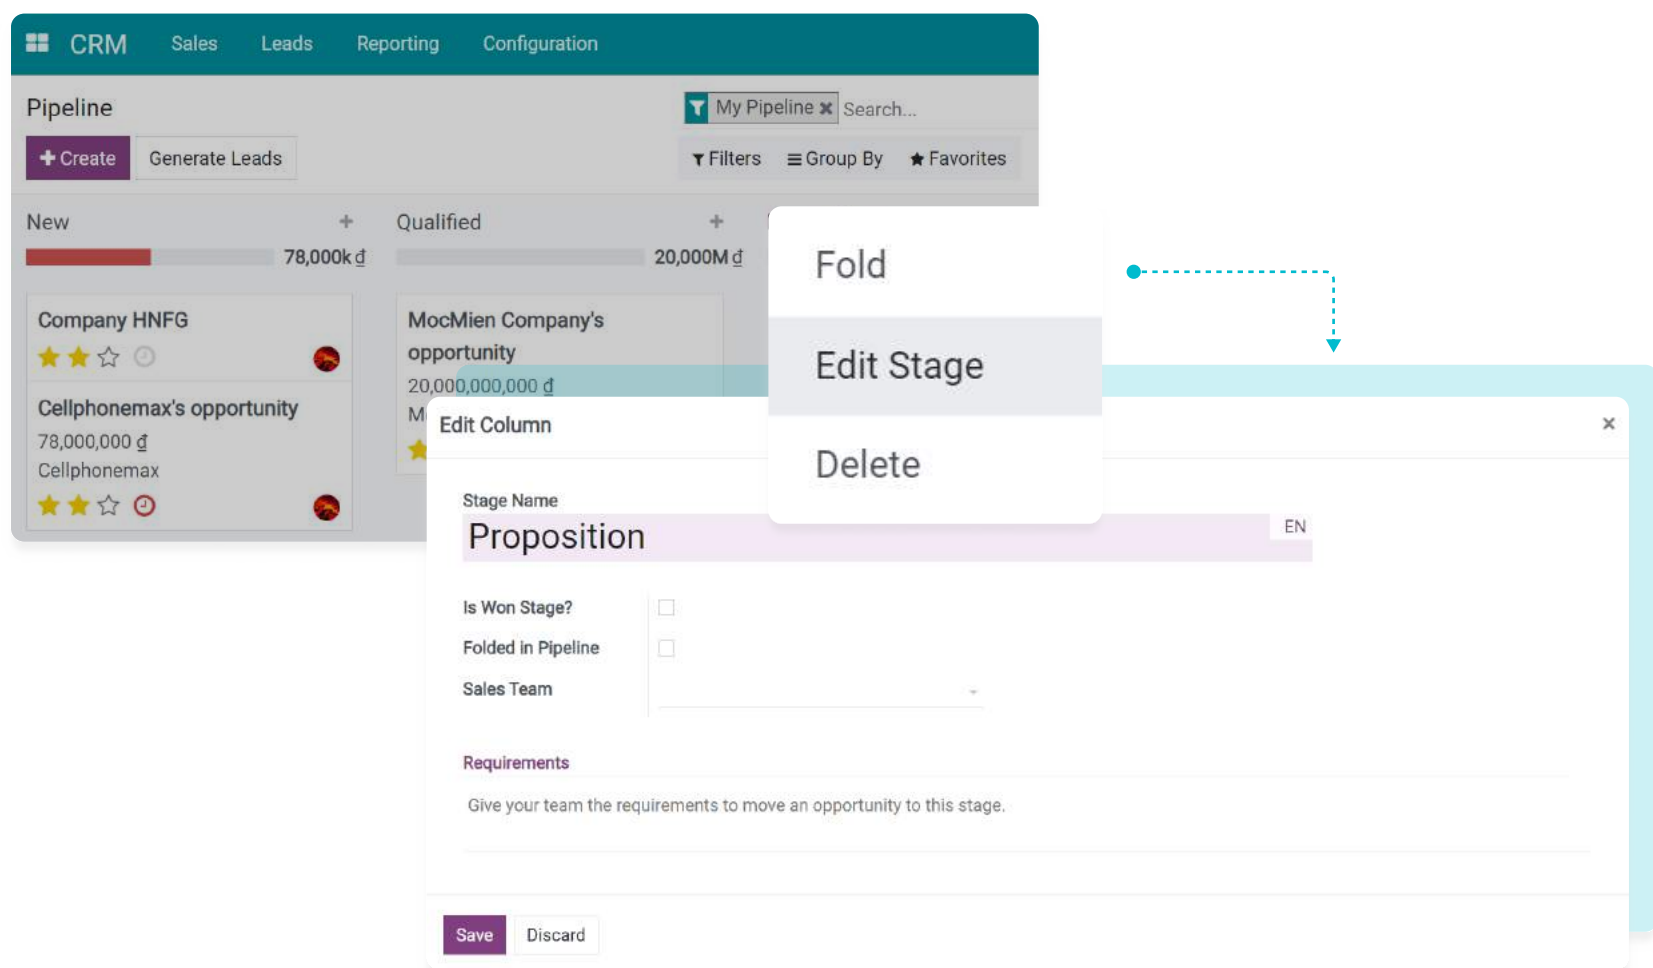 CRM Sales Leads Reporting Configuration
Pipeline
My Pipeline × Search...
+ Create Generate Leads
Filters Group By Favorites
New +
78,000k ₫
Qualified +
20,000M ₫
Company HNFG
Cellphonemax's opportunity
78,000,000 ₫
Cellphonemax
MocMien Company's
opportunity
20,000,000,000 ₫
Fold
Edit Stage
Delete
Edit Column ×
Stage Name
Proposition EN
Is Won Stage?
Folded in Pipeline
Sales Team
Requirements
Give your team the requirements to move an opportunity to this stage.
Save Discard